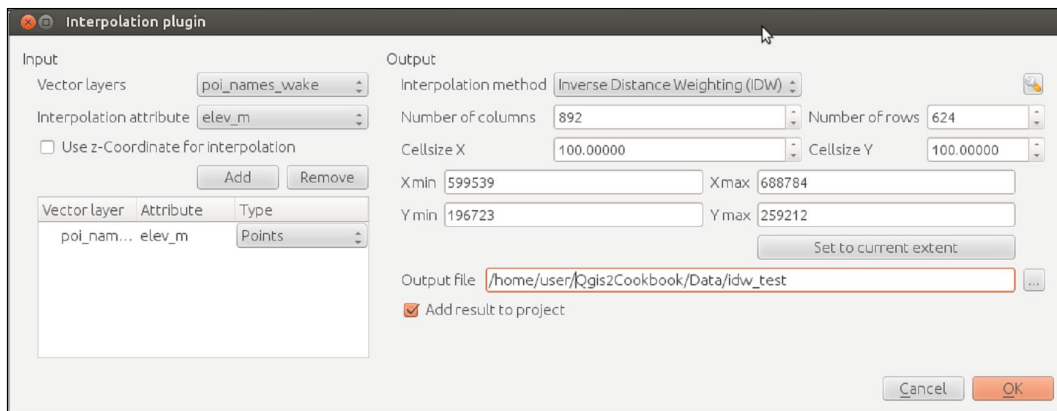 Interpolation plugin
Input
Vector layers poi_names_wake
Interpolation attribute elev_m
Use z-Coordinate for interpolation
Add Remove
Vector layer Attribute Type
poi_nam... elev_m Points
Output
Interpolation method Inverse Distance Weighting (IDW)
Number of columns 892 Number of rows 624
Cellsize X 100.00000 Cellsize Y 100.00000
X min 599539 X max 688784
Y min 196723 Y max 259212
Set to current extent
Output file /home/user/Qgis2Cookbook/Data/idw_test ...
Add result to project
Cancel OK